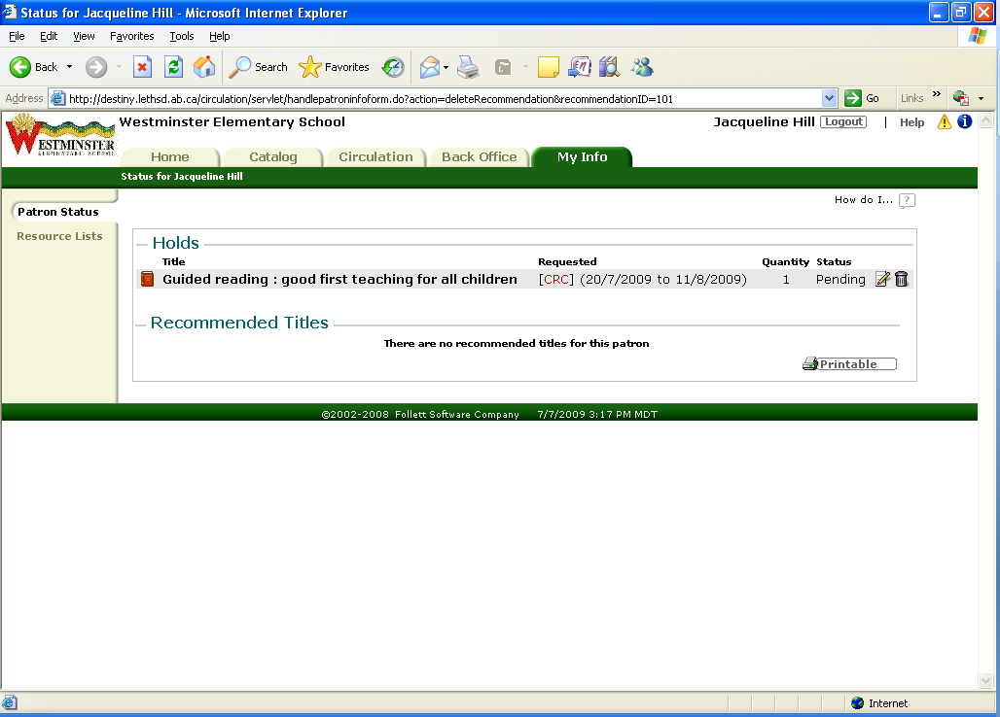 Status for Jacqueline Hill - Microsoft Internet Explorer
File Edit View Favorites Tools Help
Back Search Favorites
Address http://destiny.lethsd.ab.ca/circulation/servlet/handlepatroninfoform.do?action=deleteRecommendation&recommendationID=101 Go Links »
WESTMINSTER
ELEMENTARY SCHOOL
Westminster Elementary School
Jacqueline Hill Logout | Help
Home Catalog Circulation Back Office My Info
Status for Jacqueline Hill
How do I... ?
Patron Status
Resource Lists
Holds
Title Requested Quantity Status
Guided reading : good first teaching for all children [CRC] (20/7/2009 to 11/8/2009) 1 Pending
Recommended Titles
There are no recommended titles for this patron
Printable
©2002-2008 Follett Software Company 7/7/2009 3:17 PM MDT
Internet